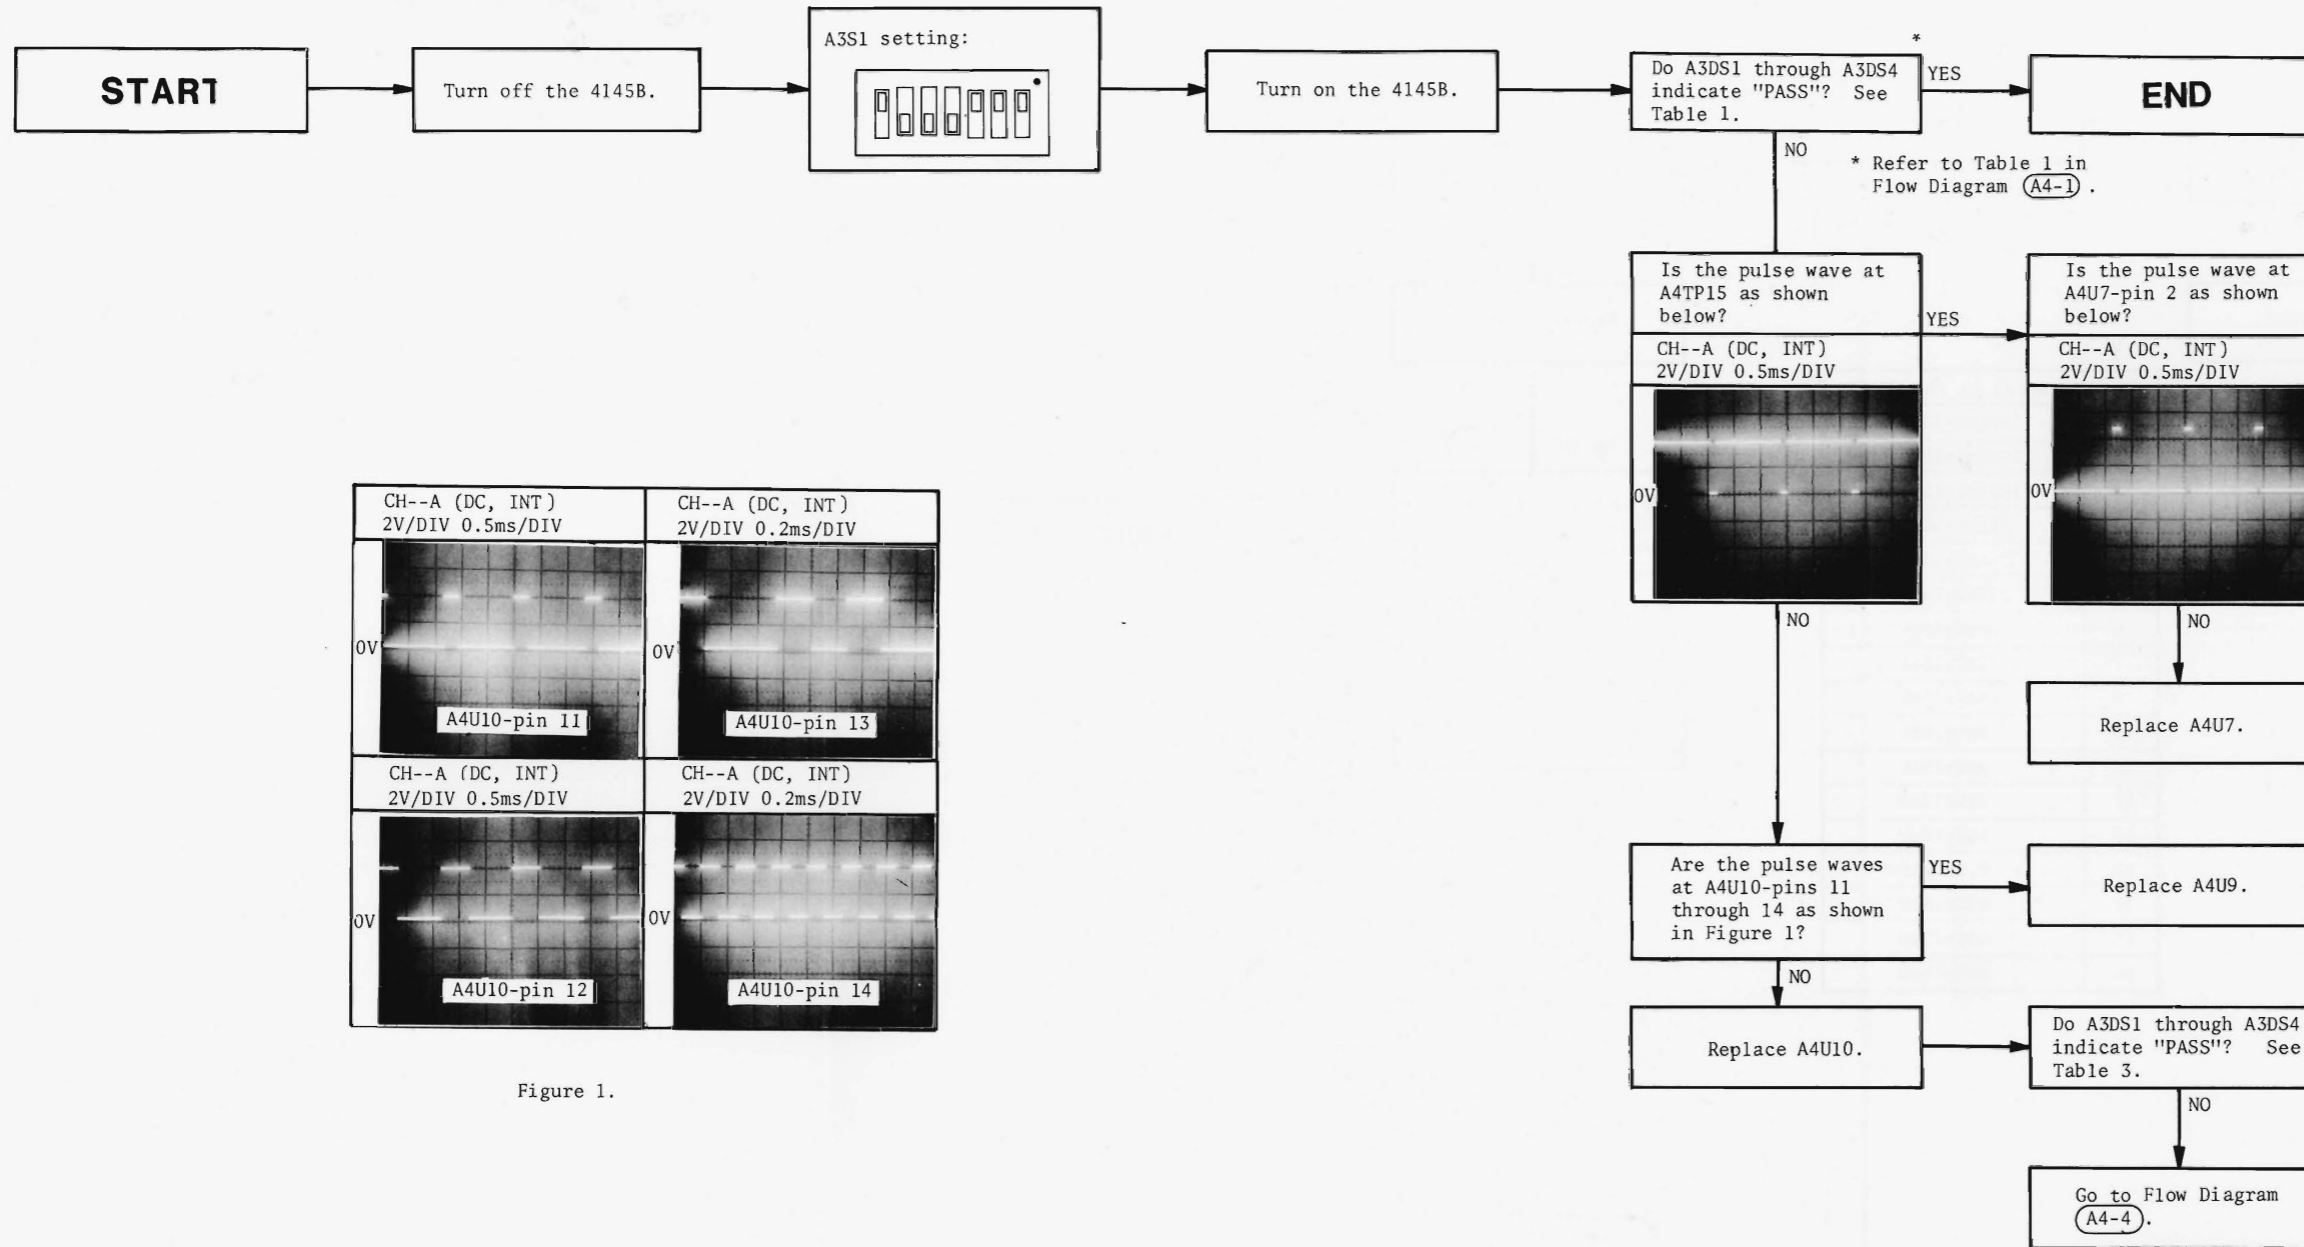 START
Turn off the 4145B.
A3S1 setting:
Turn on the 4145B.
*
Do A3DS1 through A3DS4
indicate "PASS"? See
Table 1.
YES
END
NO
* Refer to Table 1 in
Flow Diagram A4-1 .
Is the pulse wave at
A4TP15 as shown
below?
YES
CH--A (DC, INT)
2V/DIV 0.5ms/DIV
0V
Is the pulse wave at
A4U7-pin 2 as shown
below?
CH--A (DC, INT)
2V/DIV 0.5ms/DIV
0V
NO
NO
Replace A4U7.
CH--A (DC, INT)
2V/DIV 0.5ms/DIV
0V
A4U10-pin 11
CH--A (DC, INT)
2V/DIV 0.2ms/DIV
0V
A4U10-pin 13
CH--A (DC, INT)
2V/DIV 0.5ms/DIV
0V
A4U10-pin 12
CH--A (DC, INT)
2V/DIV 0.2ms/DIV
0V
A4U10-pin 14
Figure 1.
Are the pulse waves
at A4U10-pins 11
through 14 as shown
in Figure 1?
YES
Replace A4U9.
NO
Replace A4U10.
Do A3DS1 through A3DS4
indicate "PASS"? See
Table 3.
NO
Go to Flow Diagram
A4-4 .